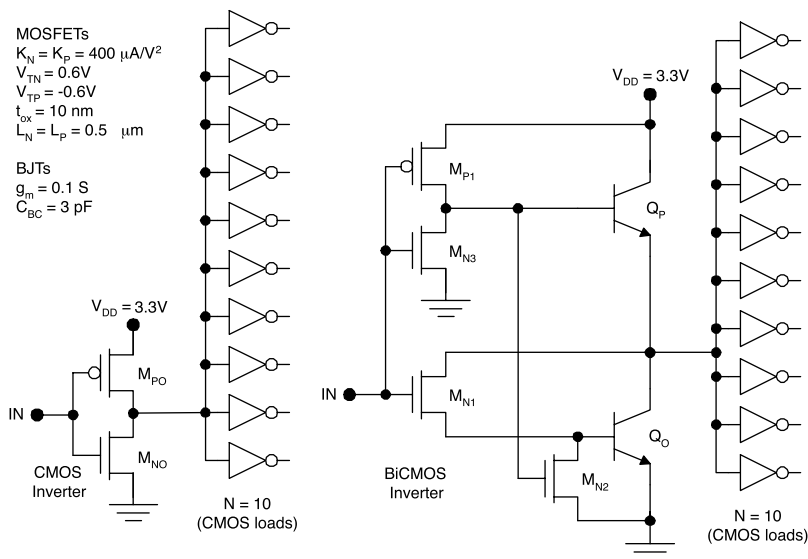 MOSFETs
K_N = K_P = 400 μA/V²
V_TN = 0.6V
V_TP = -0.6V
t_ox = 10 nm
L_N = L_P = 0.5 μm
BJTs
g_m = 0.1 S
C_BC = 3 pF
V_DD = 3.3V
M_PO
IN
M_NO
CMOS
Inverter
N = 10
(CMOS loads)
V_DD = 3.3V
M_P1
Q_P
M_N3
IN
M_N1
Q_O
M_N2
BiCMOS
Inverter
N = 10
(CMOS loads)